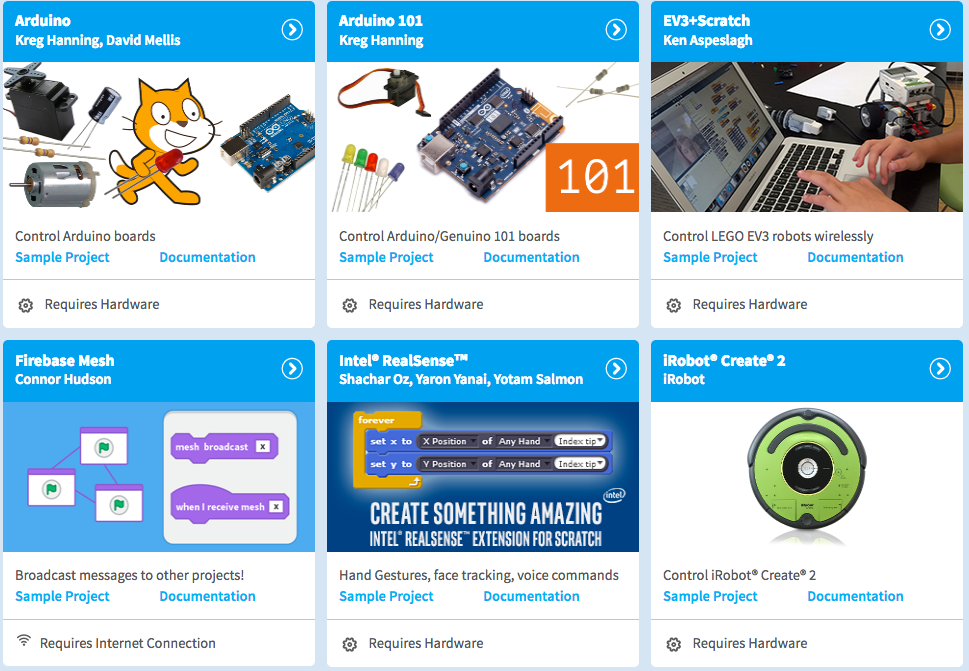 Arduino
Kreg Hanning, David Mellis
Control Arduino boards
Sample Project Documentation
Requires Hardware
Arduino 101
Kreg Hanning
101
Control Arduino/Genuino 101 boards
Sample Project Documentation
Requires Hardware
EV3+Scratch
Ken Aspeslagh
Control LEGO EV3 robots wirelessly
Sample Project Documentation
Requires Hardware
Firebase Mesh
Connor Hudson
mesh broadcast x
when I receive mesh x
Broadcast messages to other projects!
Sample Project Documentation
Requires Internet Connection
Intel® RealSense™
Shachar Oz, Yaron Yanai, Yotam Salmon
forever
set x to X Position of Any Hand Index tip
set y to Y Position of Any Hand Index tip
intel
CREATE SOMETHING AMAZING
INTEL® REALSENSE™ EXTENSION FOR SCRATCH
Hand Gestures, face tracking, voice commands
Sample Project Documentation
Requires Hardware
iRobot® Create® 2
iRobot
Control iRobot® Create® 2
Sample Project Documentation
Requires Hardware